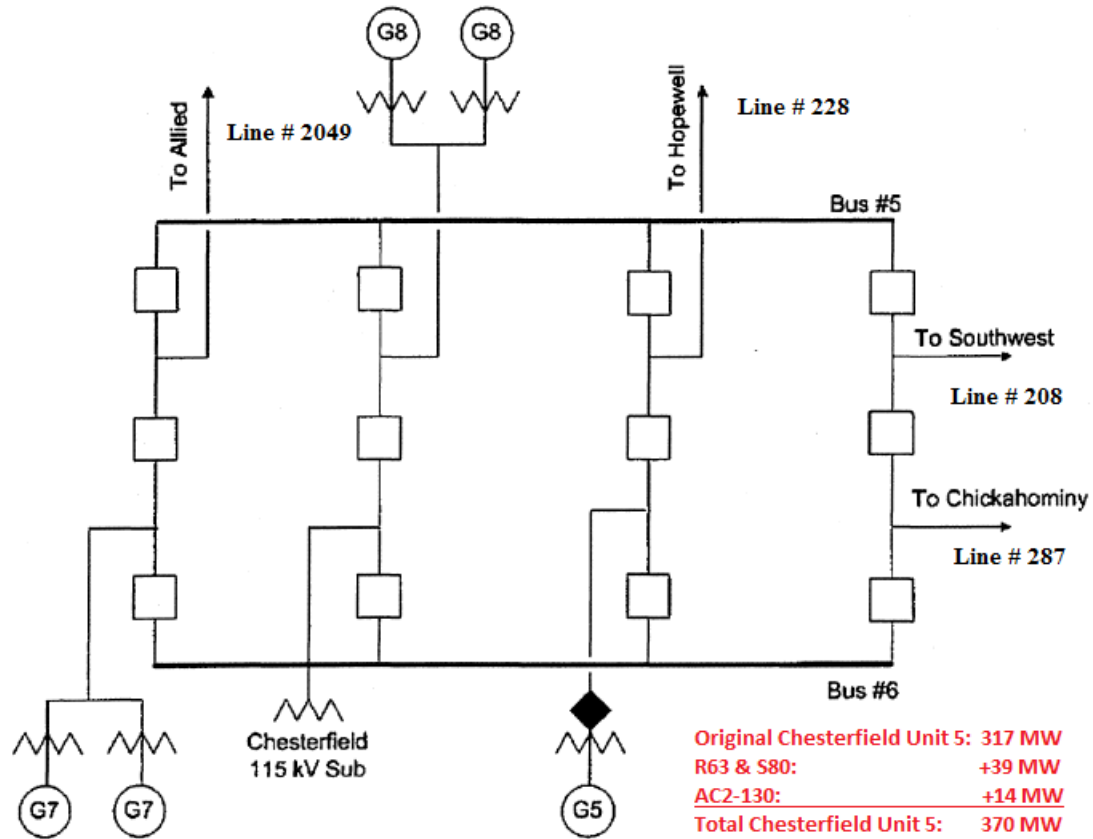 G8 G8
To Allied
Line # 2049
To Hopewell
Line # 228
Bus #5
To Southwest
Line # 208
To Chickahominy
Line # 287
Bus #6
Chesterfield
115 kV Sub
G7 G7
G5
Original Chesterfield Unit 5: 317 MW
R63 & S80: +39 MW
AC2-130: +14 MW
Total Chesterfield Unit 5: 370 MW